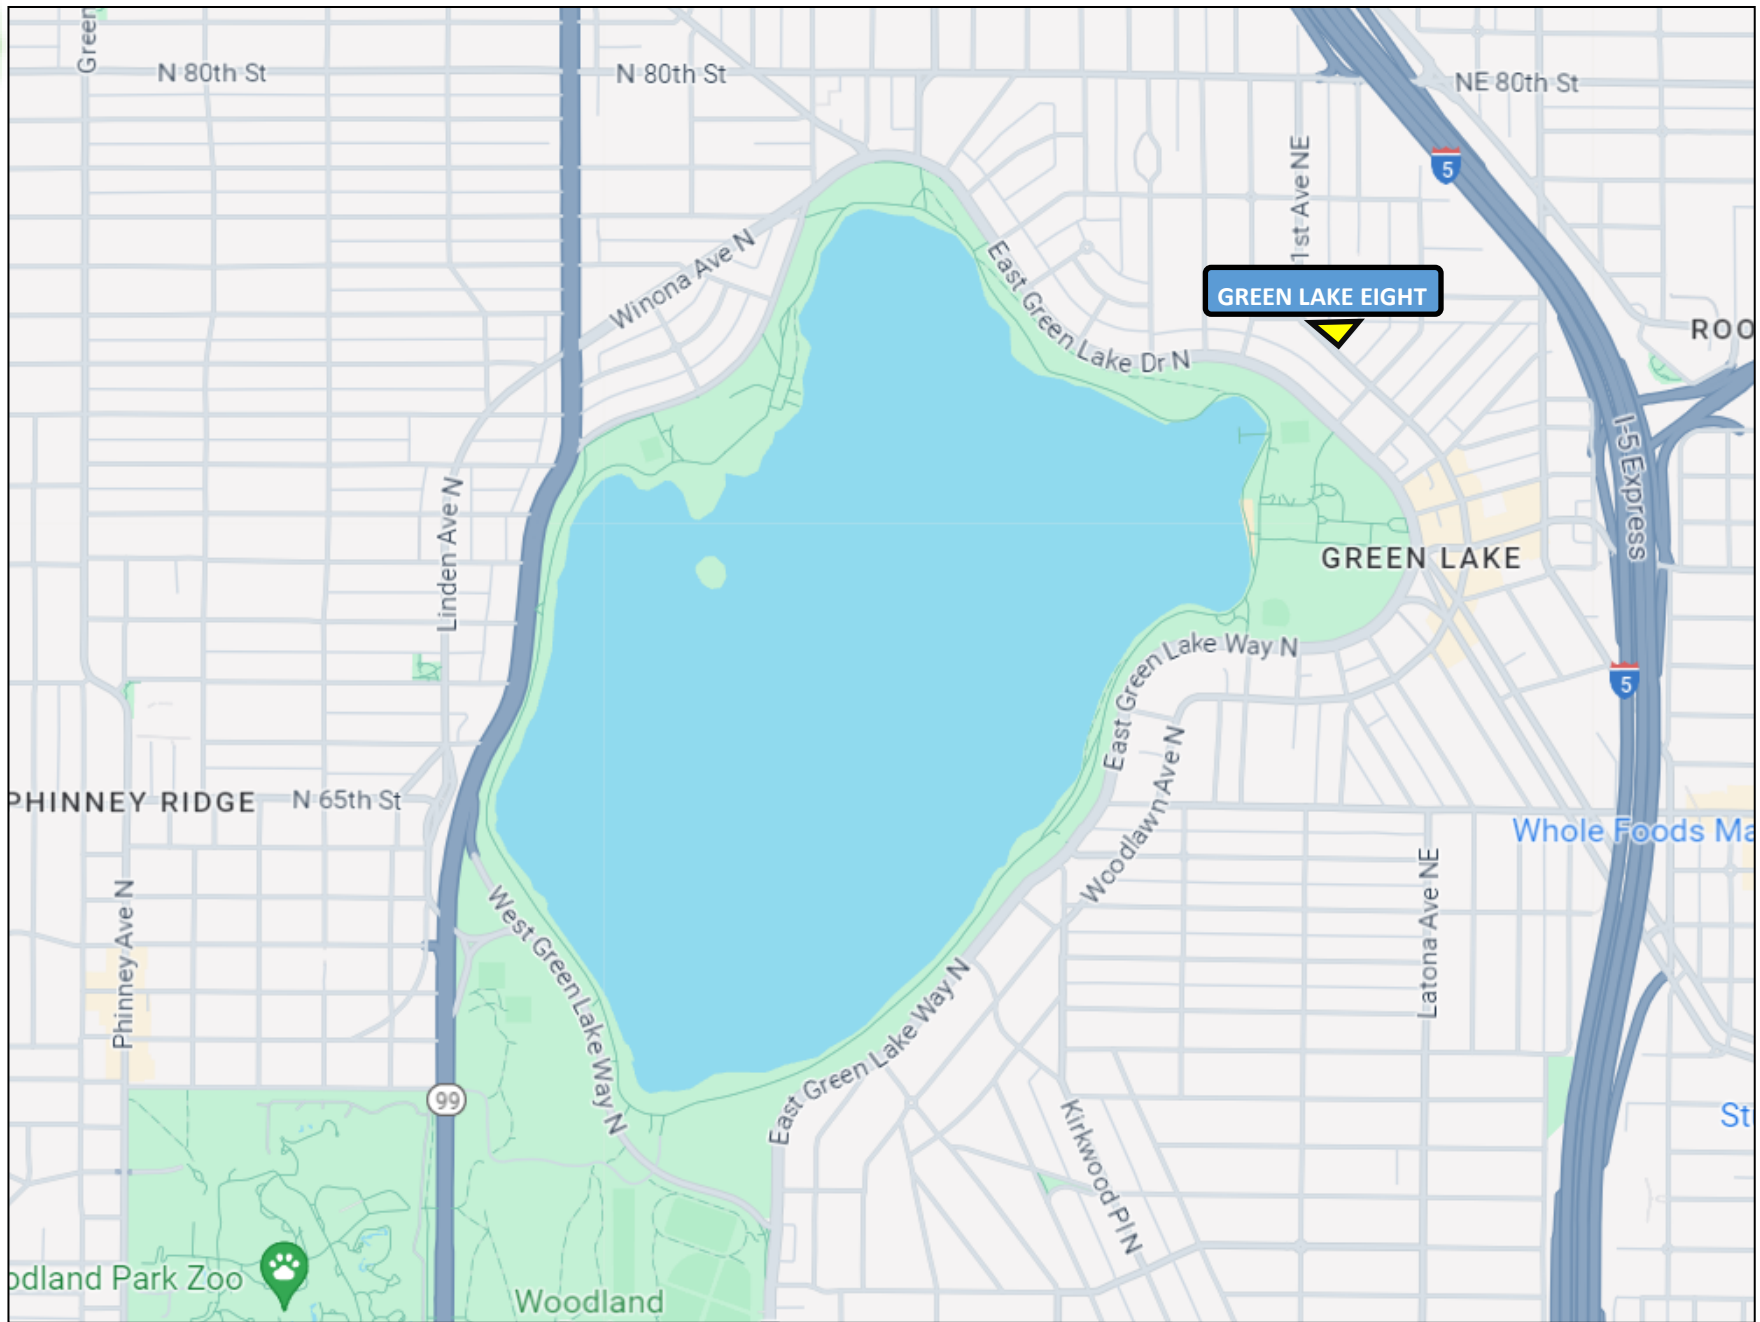 Green
N 80th St
N 80th St
NE 80th St
5
1st Ave NE
Winona Ave N
East Green Lake Dr N
GREEN LAKE EIGHT
ROO
I-5 Express
Linden Ave N
GREEN LAKE
East Green Lake Way N
5
Woodlawn Ave N
PHINNEY RIDGE
N 65th St
Whole Foods Ma
Phinney Ave N
West Green Lake Way N
Latona Ave NE
East Green Lake Way N
99
Kirkwood Pl N
St
odland Park Zoo
Woodland